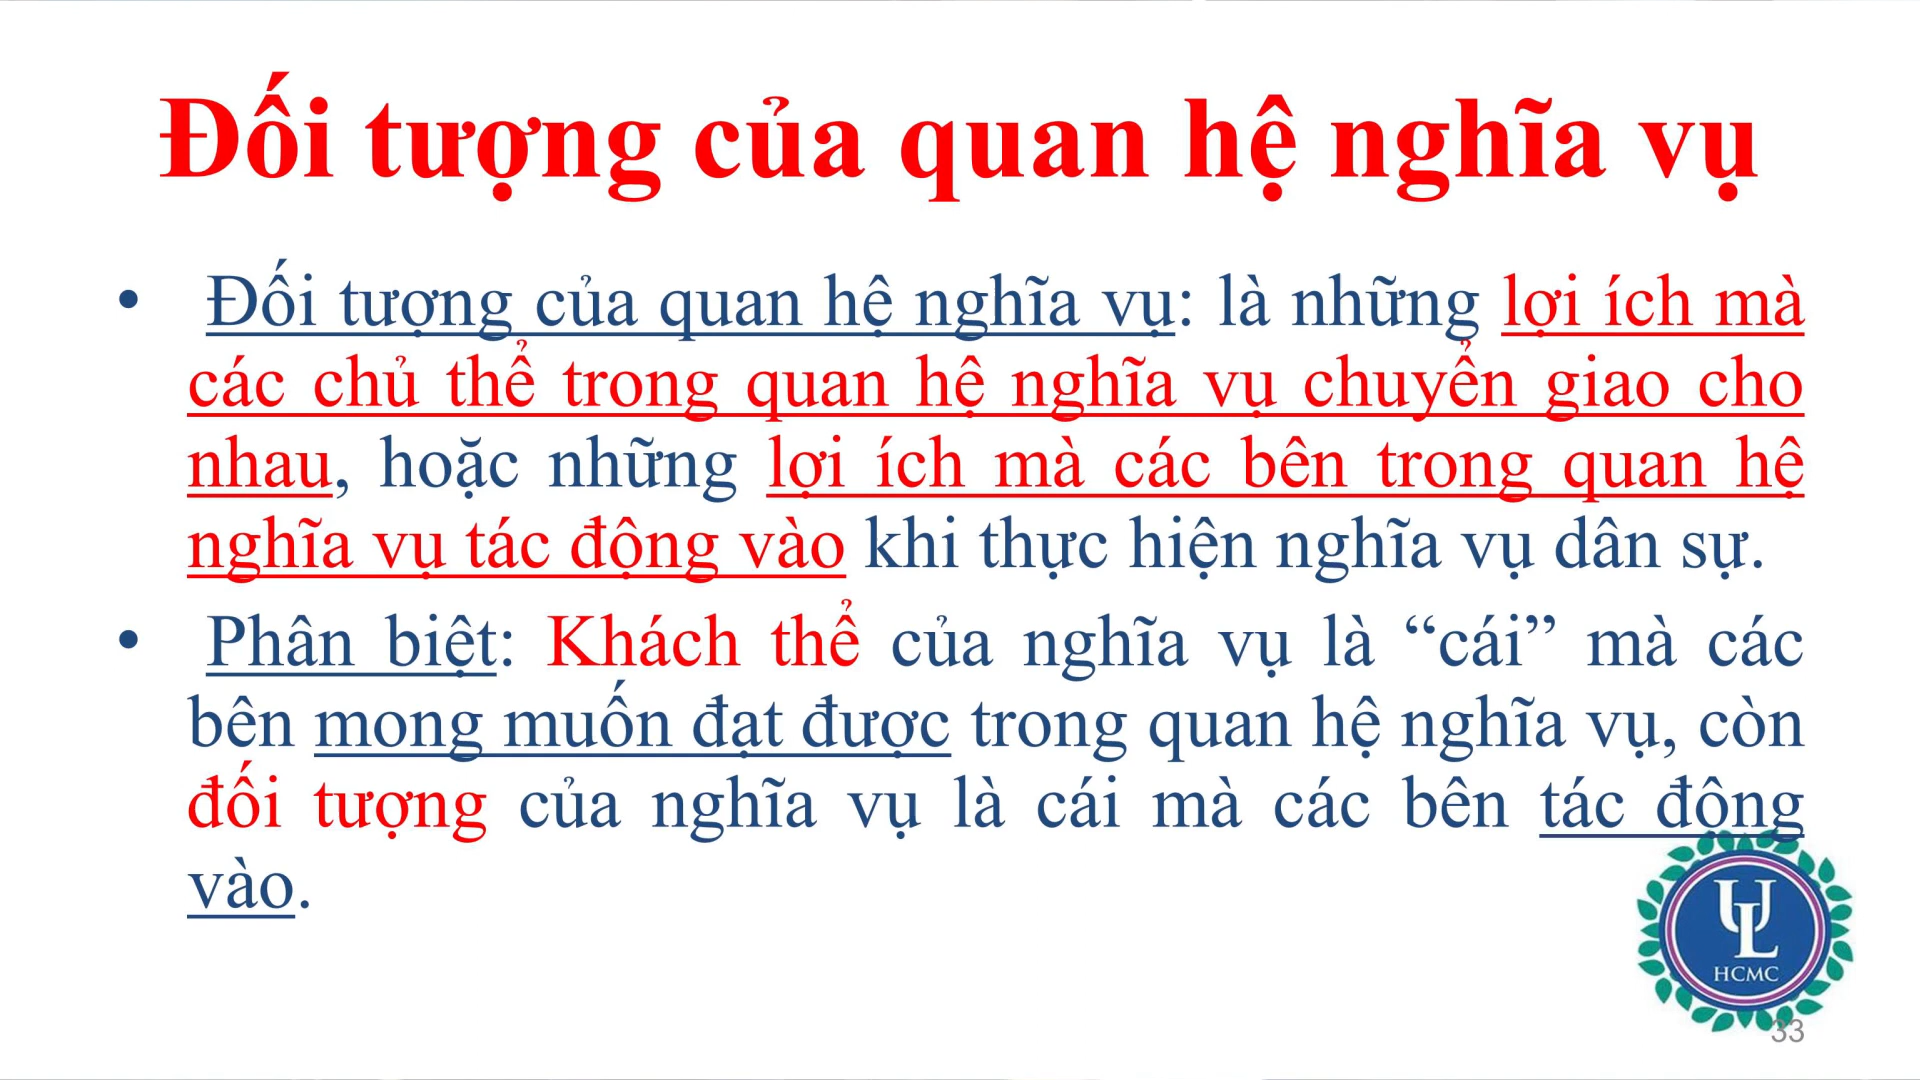 Đối tượng của quan hệ nghĩa vụ
• Đối tượng của quan hệ nghĩa vụ: là những lợi ích mà
các chủ thể trong quan hệ nghĩa vụ chuyển giao cho
nhau, hoặc những lợi ích mà các bên trong quan hệ
nghĩa vụ tác động vào khi thực hiện nghĩa vụ dân sự.
• Phân biệt: Khách thể của nghĩa vụ là “cái” mà các
bên mong muốn đạt được trong quan hệ nghĩa vụ, còn
đối tượng của nghĩa vụ là cái mà các bên tác động
vào.
UL
HCMC
33